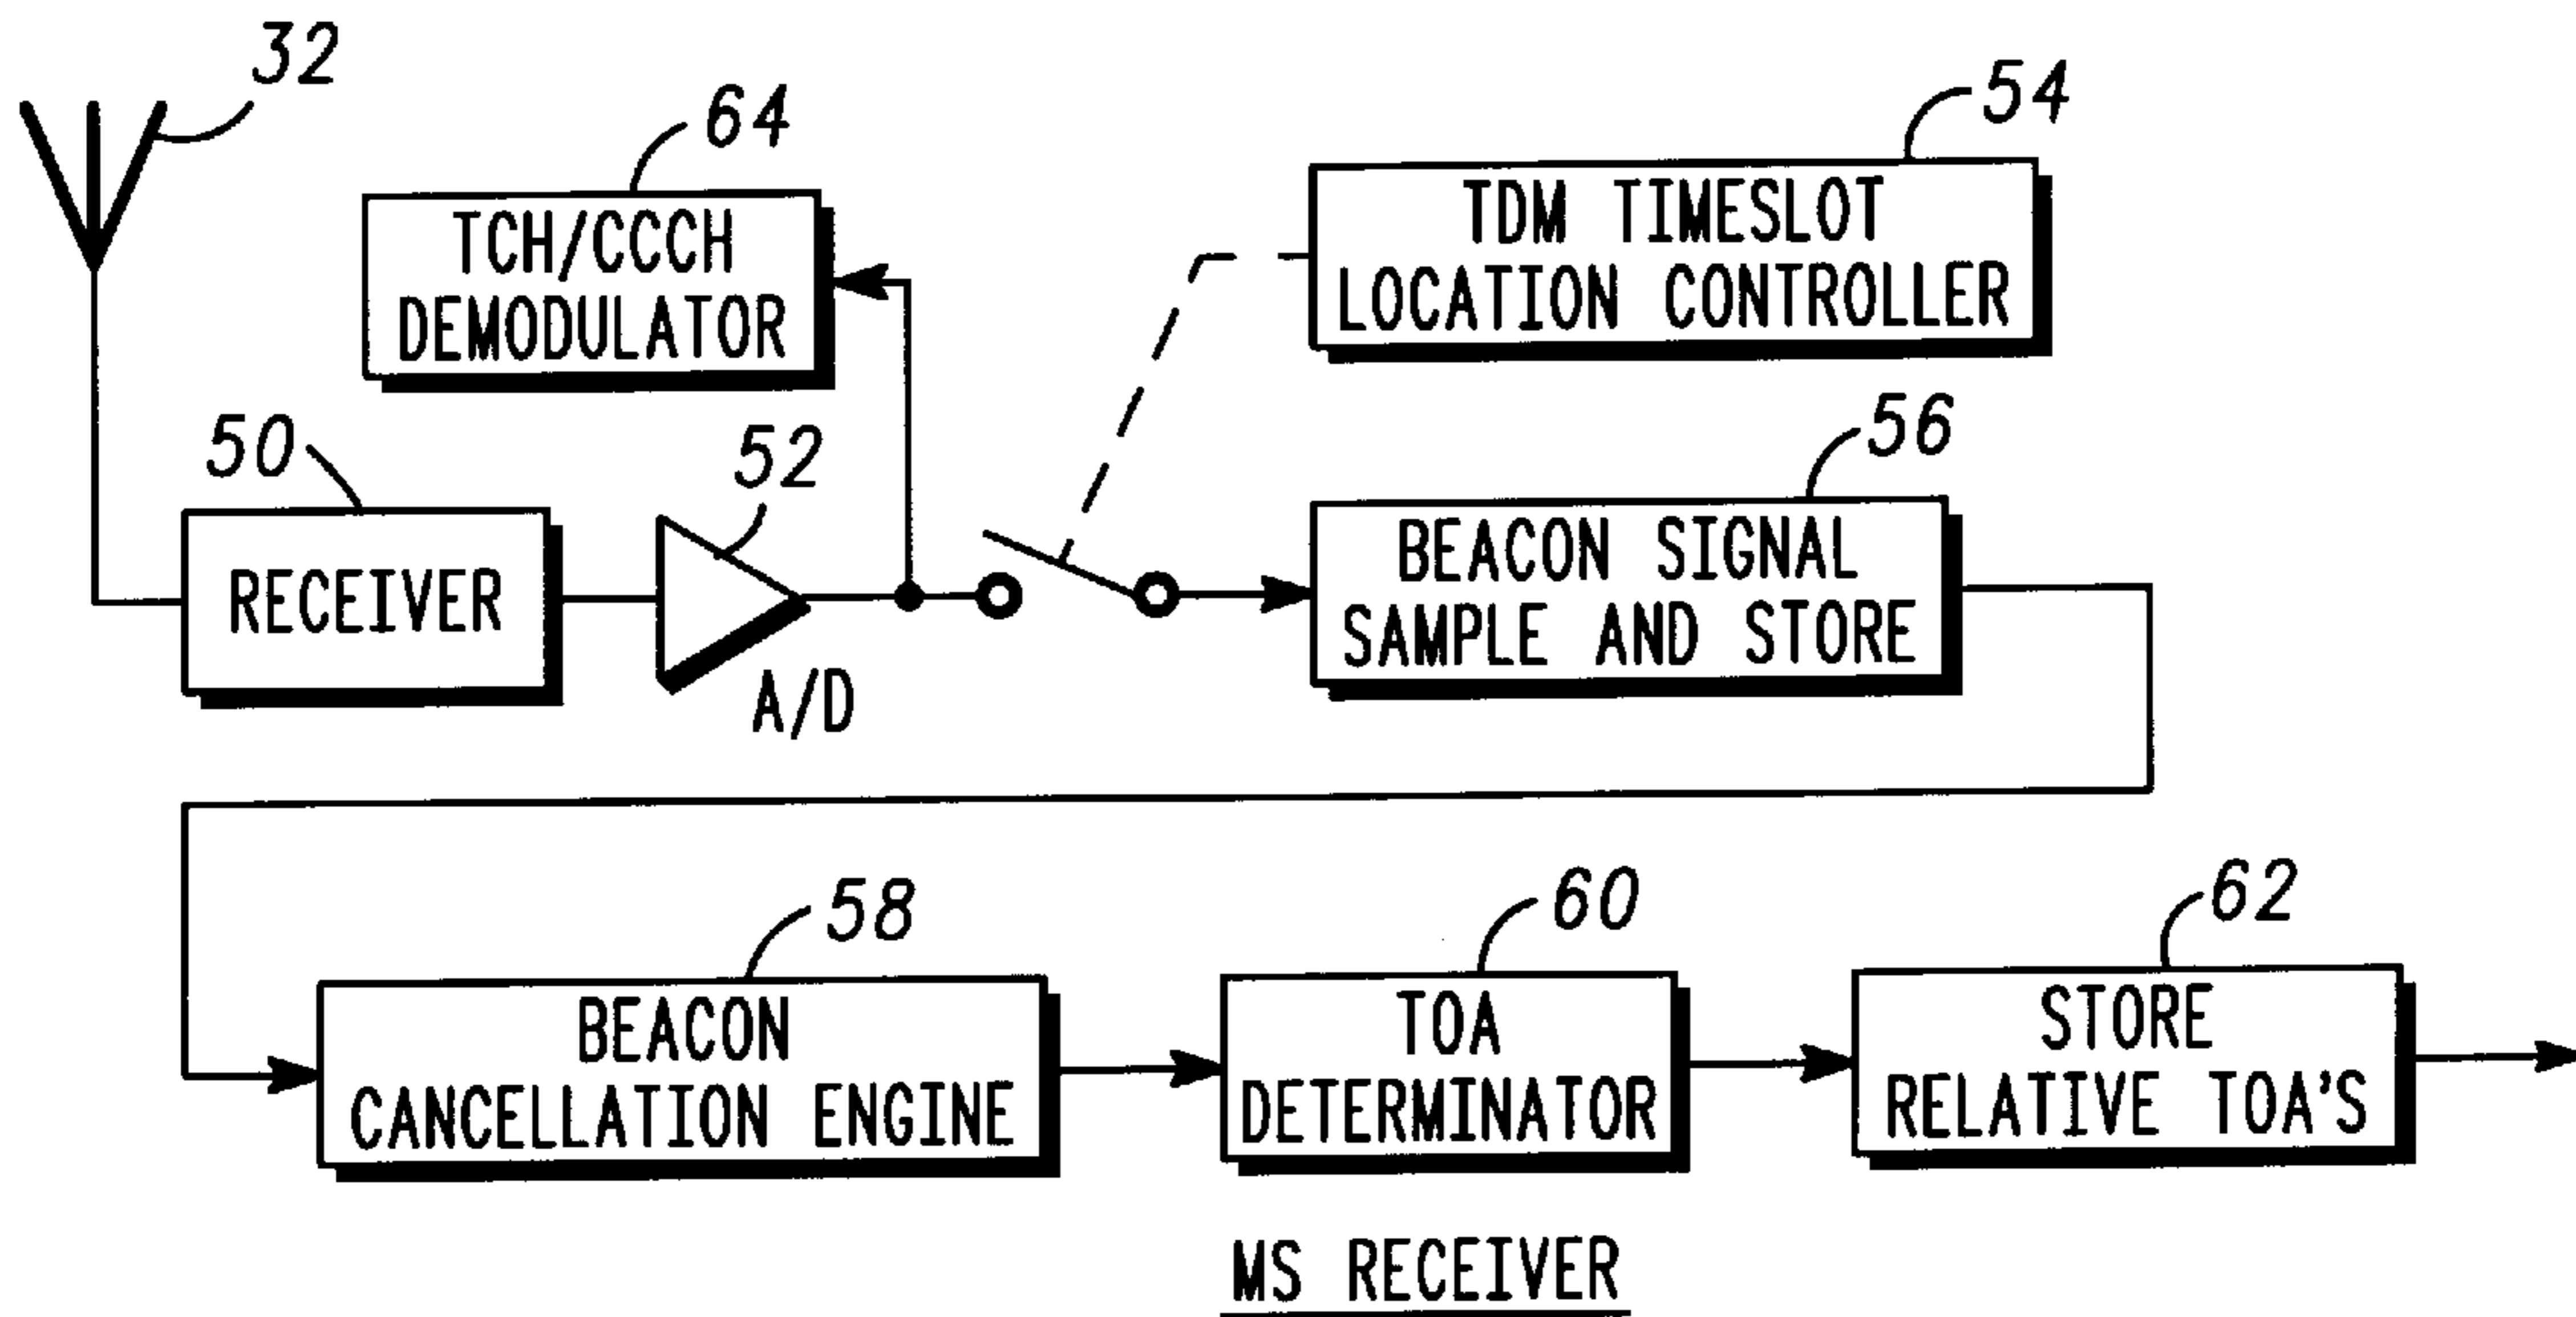 32
64
54
TCH/CCCH
DEMODULATOR
TDM TIMESLOT
LOCATION CONTROLLER
50
52
56
RECEIVER
A/D
BEACON SIGNAL
SAMPLE AND STORE
58
60
62
BEACON
CANCELLATION ENGINE
TOA
DETERMINATOR
STORE
RELATIVE TOA'S
MS RECEIVER